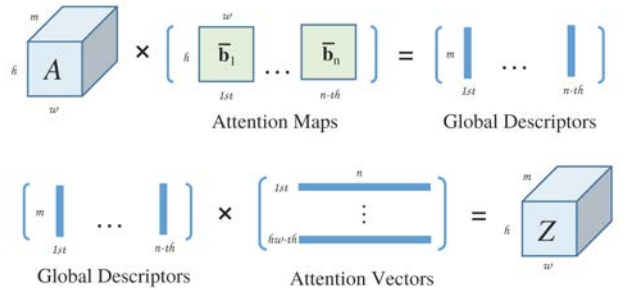 m w
h A × ( h b̄₁ ... b̄ₙ ) = ( m ... )
w 1st n-th 1st n-th
Attention Maps Global Descriptors
n m
( m ... ) × ( 1st ⋮ hw-th ) = h Z
1st n-th w
Global Descriptors Attention Vectors